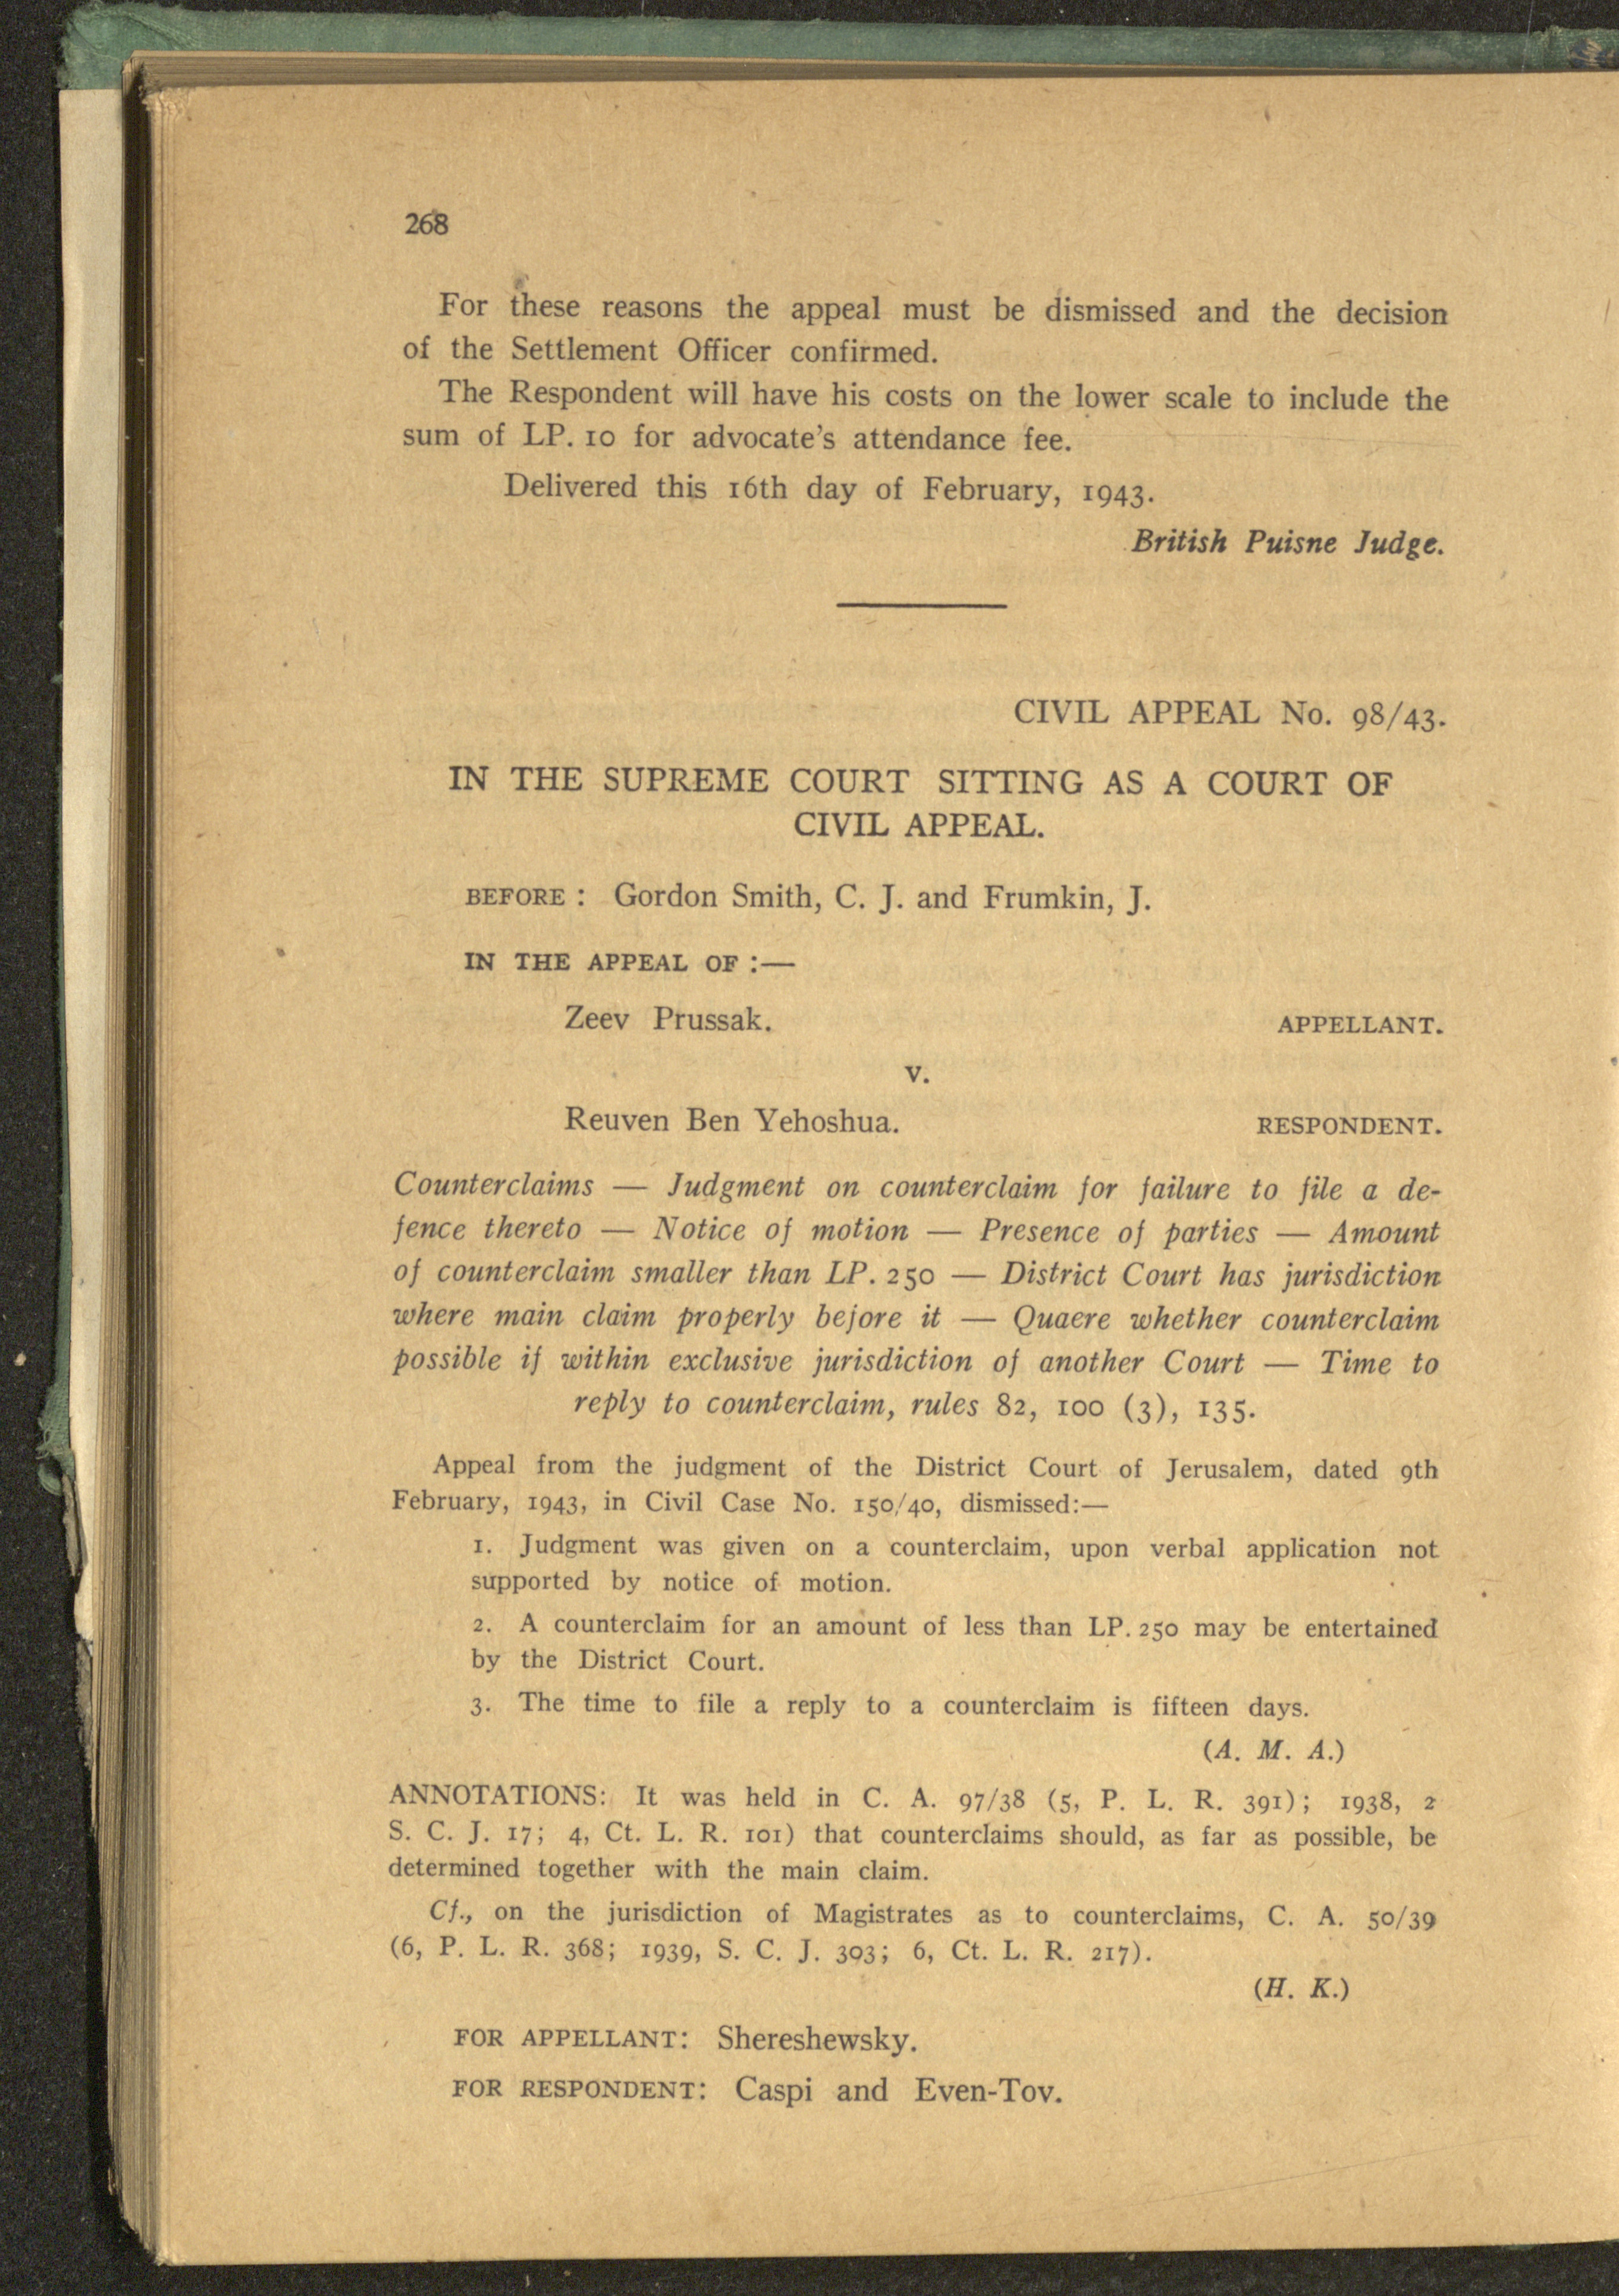 268
For these reasons the appeal must be dismissed and the decision
of the Settlement Officer confirmed.
The Respondent will have his costs on the lower scale to include the
sum of LP. 10 for advocate's attendance fee.
Delivered this 16th day of February, 1943.
British Puisne Judge.
CIVIL APPEAL No. 98/43.
IN THE SUPREME COURT SITTING AS A COURT OF
CIVIL APPEAL.
BEFORE : Gordon Smith, C. J. and Frumkin, J.
IN THE APPEAL OF :—
Zeev Prussak. APPELLANT.
v.
Reuven Ben Yehoshua. RESPONDENT.
Counterclaims — Judgment on counterclaim for failure to file a de-
fence thereto — Notice of motion — Presence of parties — Amount
of counterclaim smaller than LP. 250 — District Court has jurisdiction
where main claim properly before it — Quaere whether counterclaim
possible if within exclusive jurisdiction of another Court — Time to
reply to counterclaim, rules 82, 100 (3), 135.
Appeal from the judgment of the District Court of Jerusalem, dated 9th
February, 1943, in Civil Case No. 150/40, dismissed:—
1. Judgment was given on a counterclaim, upon verbal application not
supported by notice of motion.
2. A counterclaim for an amount of less than LP. 250 may be entertained
by the District Court.
3. The time to file a reply to a counterclaim is fifteen days.
(A. M. A.)
ANNOTATIONS: It was held in C. A. 97/38 (5, P. L. R. 391); 1938, 2
S. C. J. 17; 4, Ct. L. R. 101) that counterclaims should, as far as possible, be
determined together with the main claim.
Cf., on the jurisdiction of Magistrates as to counterclaims, C. A. 50/39
(6, P. L. R. 368; 1939, S. C. J. 303; 6, Ct. L. R. 217).
(H. K.)
FOR APPELLANT: Shereshewsky.
FOR RESPONDENT: Caspi and Even-Tov.